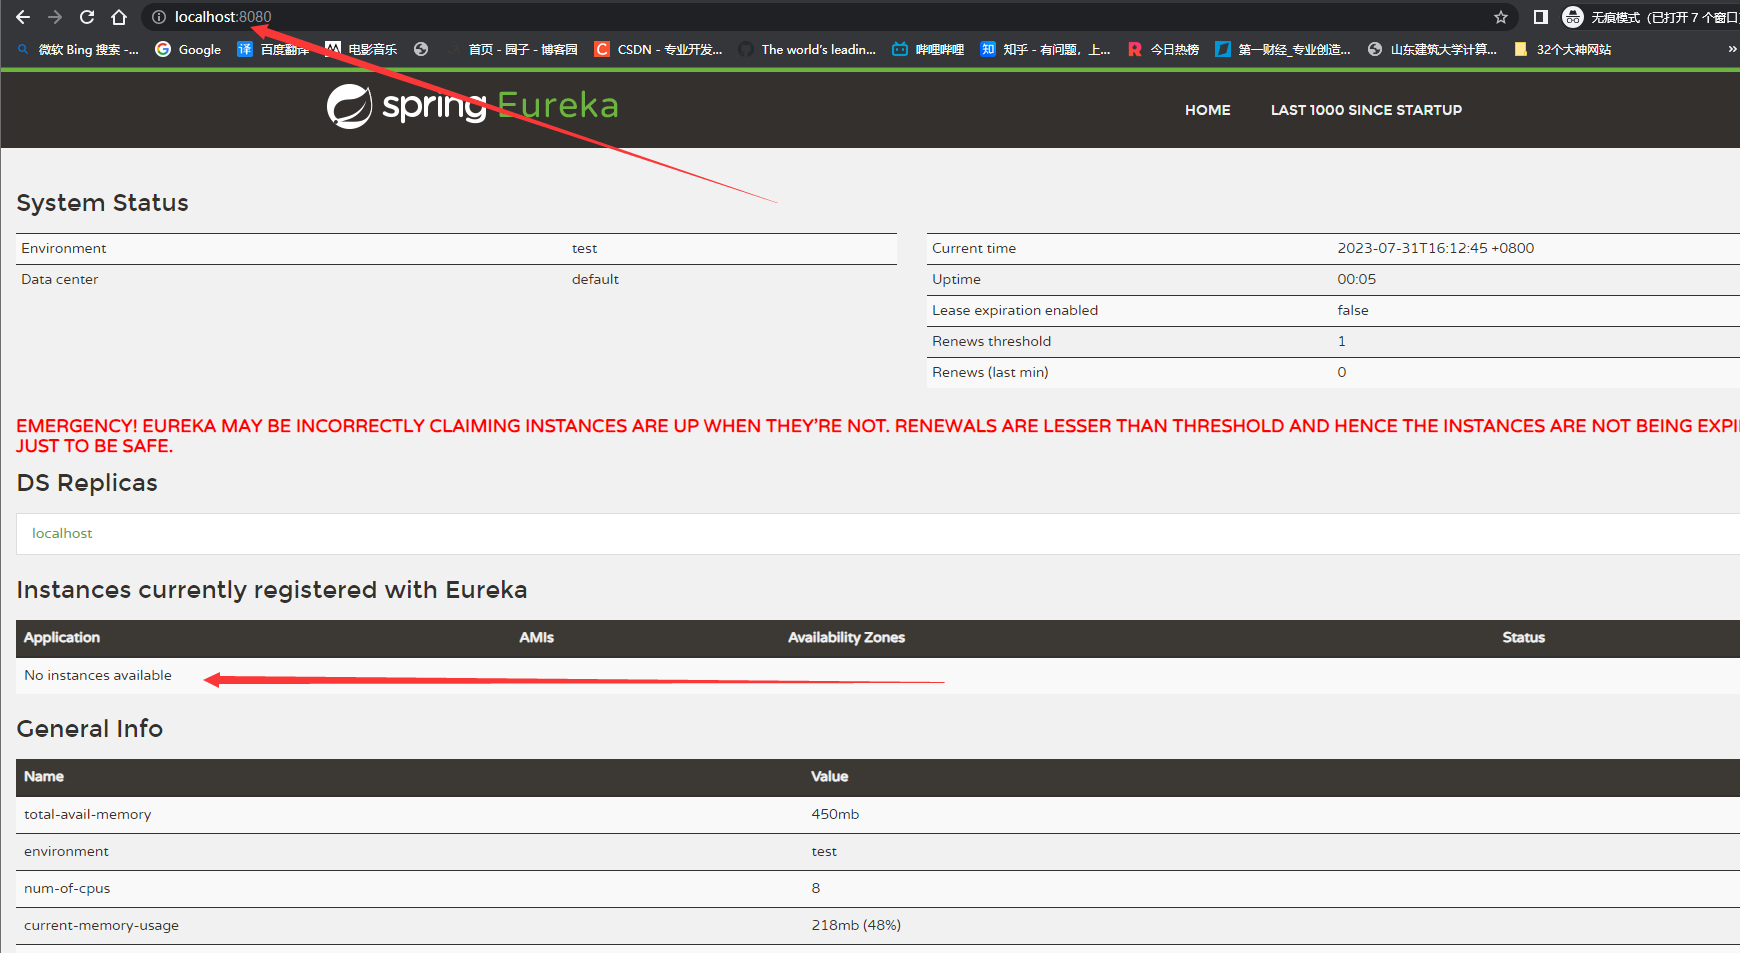 localhost:8080
无痕模式（已打开 7 个窗口
微软 Bing 搜索 -... Google 百度翻译 电影音乐 首页 - 园子 - 博客园 CSDN - 专业开发... The world's leadin... 哔哩哔哩 知乎 - 有问题，上... 今日热榜 第一财经_专业创造... 山东建筑大学计算... 32个大神网站 »
spring Eureka
HOME LAST 1000 SINCE STARTUP
System Status
Environment test
Data center default
Current time 2023-07-31T16:12:45 +0800
Uptime 00:05
Lease expiration enabled false
Renews threshold 1
Renews (last min) 0
EMERGENCY! EUREKA MAY BE INCORRECTLY CLAIMING INSTANCES ARE UP WHEN THEY'RE NOT. RENEWALS ARE LESSER THAN THRESHOLD AND HENCE THE INSTANCES ARE NOT BEING EXPI
JUST TO BE SAFE.
DS Replicas
localhost
Instances currently registered with Eureka
Application AMIs Availability Zones Status
No instances available
General Info
Name Value
total-avail-memory 450mb
environment test
num-of-cpus 8
current-memory-usage 218mb (48%)